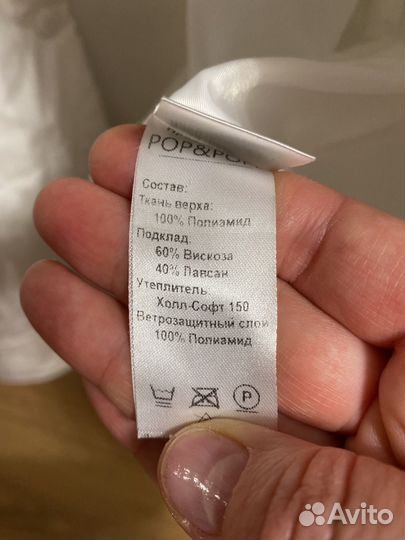 POP&PO
Состав:
Ткань верха:
100% Полиамид
Подклад:
60% Вискоза
40% Лавсан
Утеплитель
Холл-Софт 150
Ветрозащитный слой
100% Полиамид
P
Avito